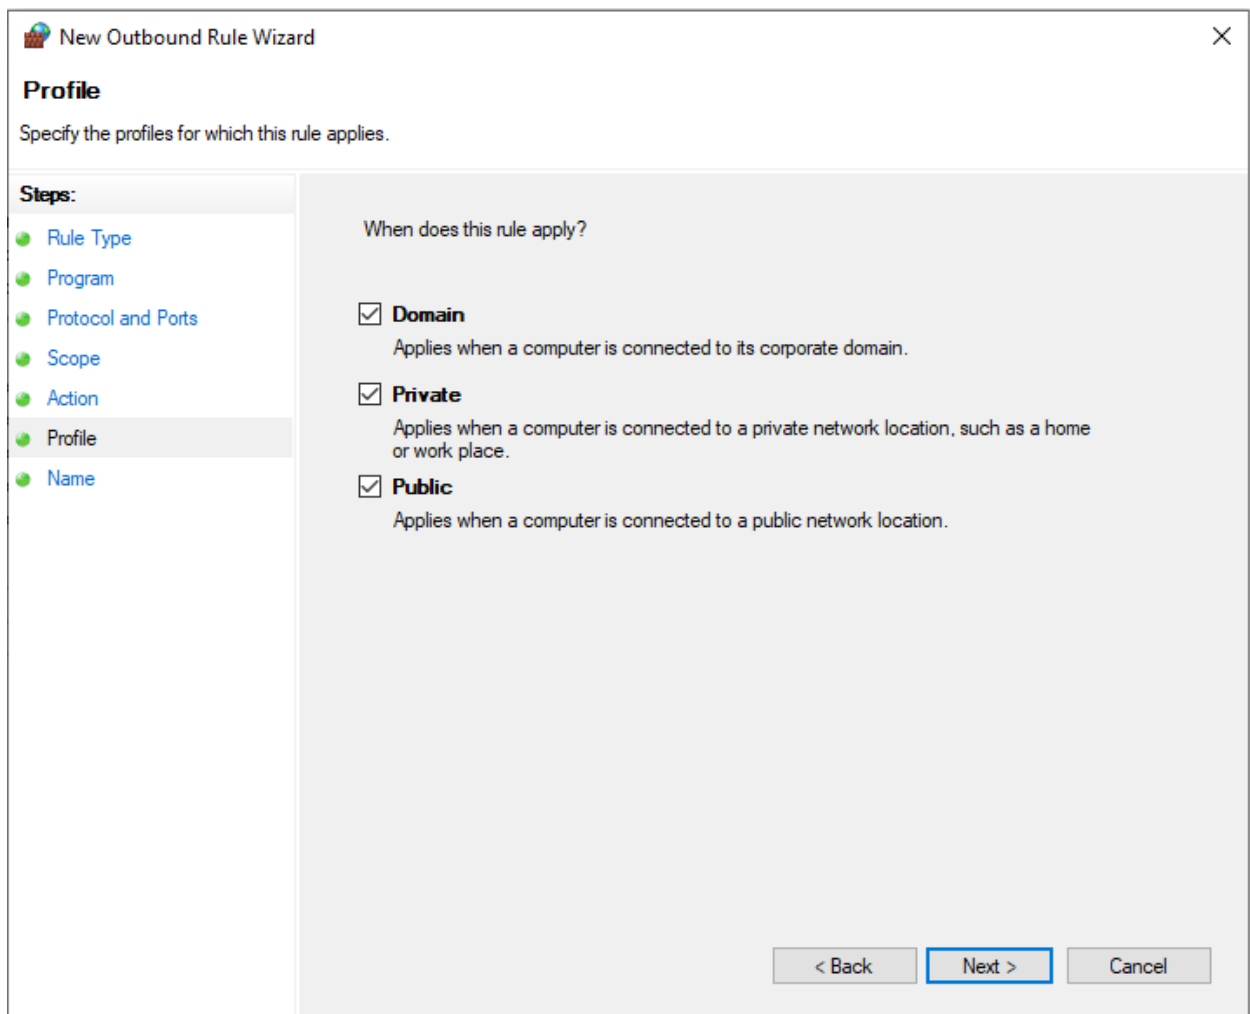 New Outbound Rule Wizard
Profile
Specify the profiles for which this rule applies.
Steps:
Rule Type
Program
Protocol and Ports
Scope
Action
Profile
Name
When does this rule apply?
Domain
Applies when a computer is connected to its corporate domain.
Private
Applies when a computer is connected to a private network location, such as a home
or work place.
Public
Applies when a computer is connected to a public network location.
< Back
Next >
Cancel